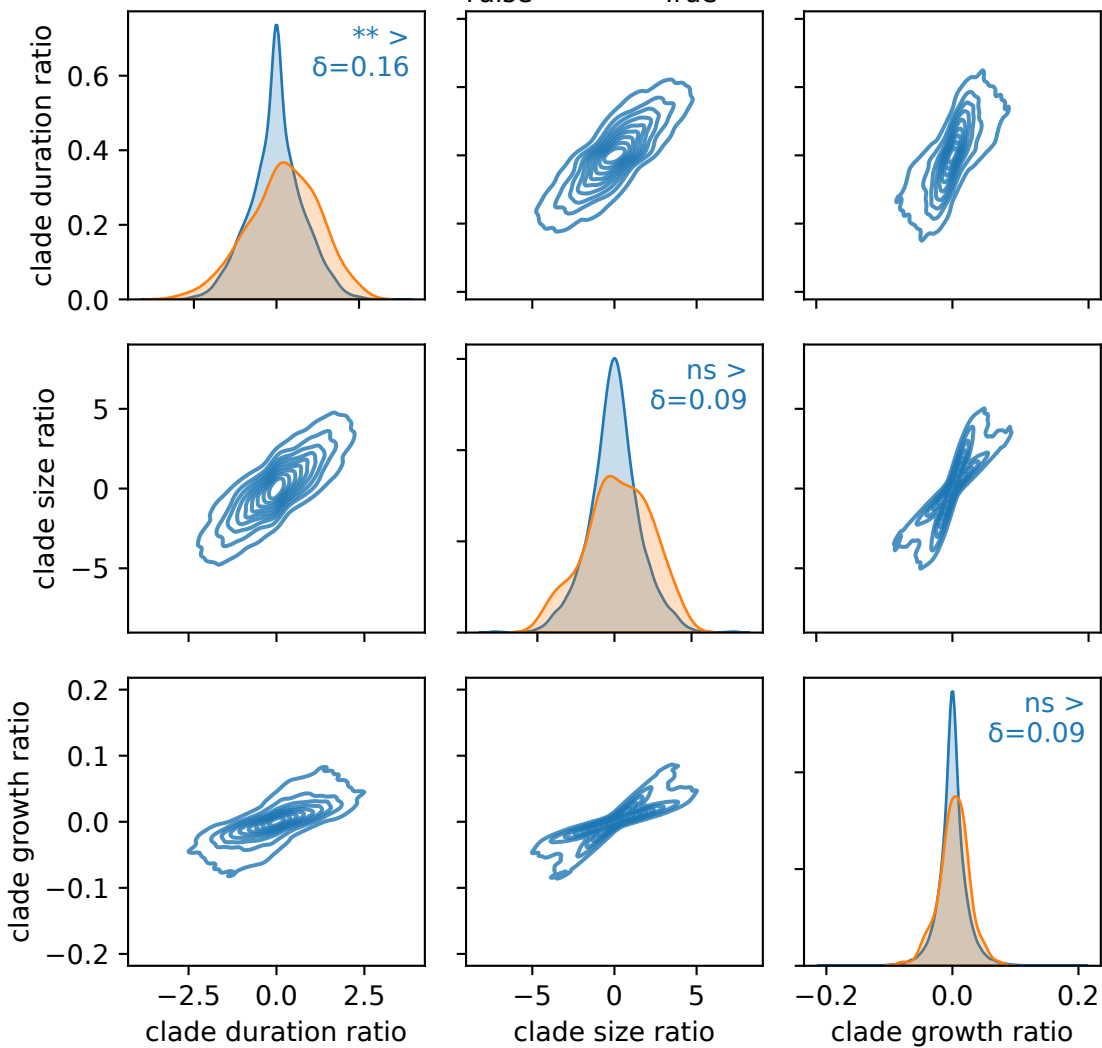 False True
clade duration ratio
0.6
0.4
0.2
0.0
** >
δ=0.16
clade size ratio
5
0
−5
ns >
δ=0.09
clade growth ratio
0.2
0.1
0.0
−0.1
−0.2
ns >
δ=0.09
−2.5 0.0 2.5
−5 0 5
−0.2 0.0 0.2
clade duration ratio
clade size ratio
clade growth ratio